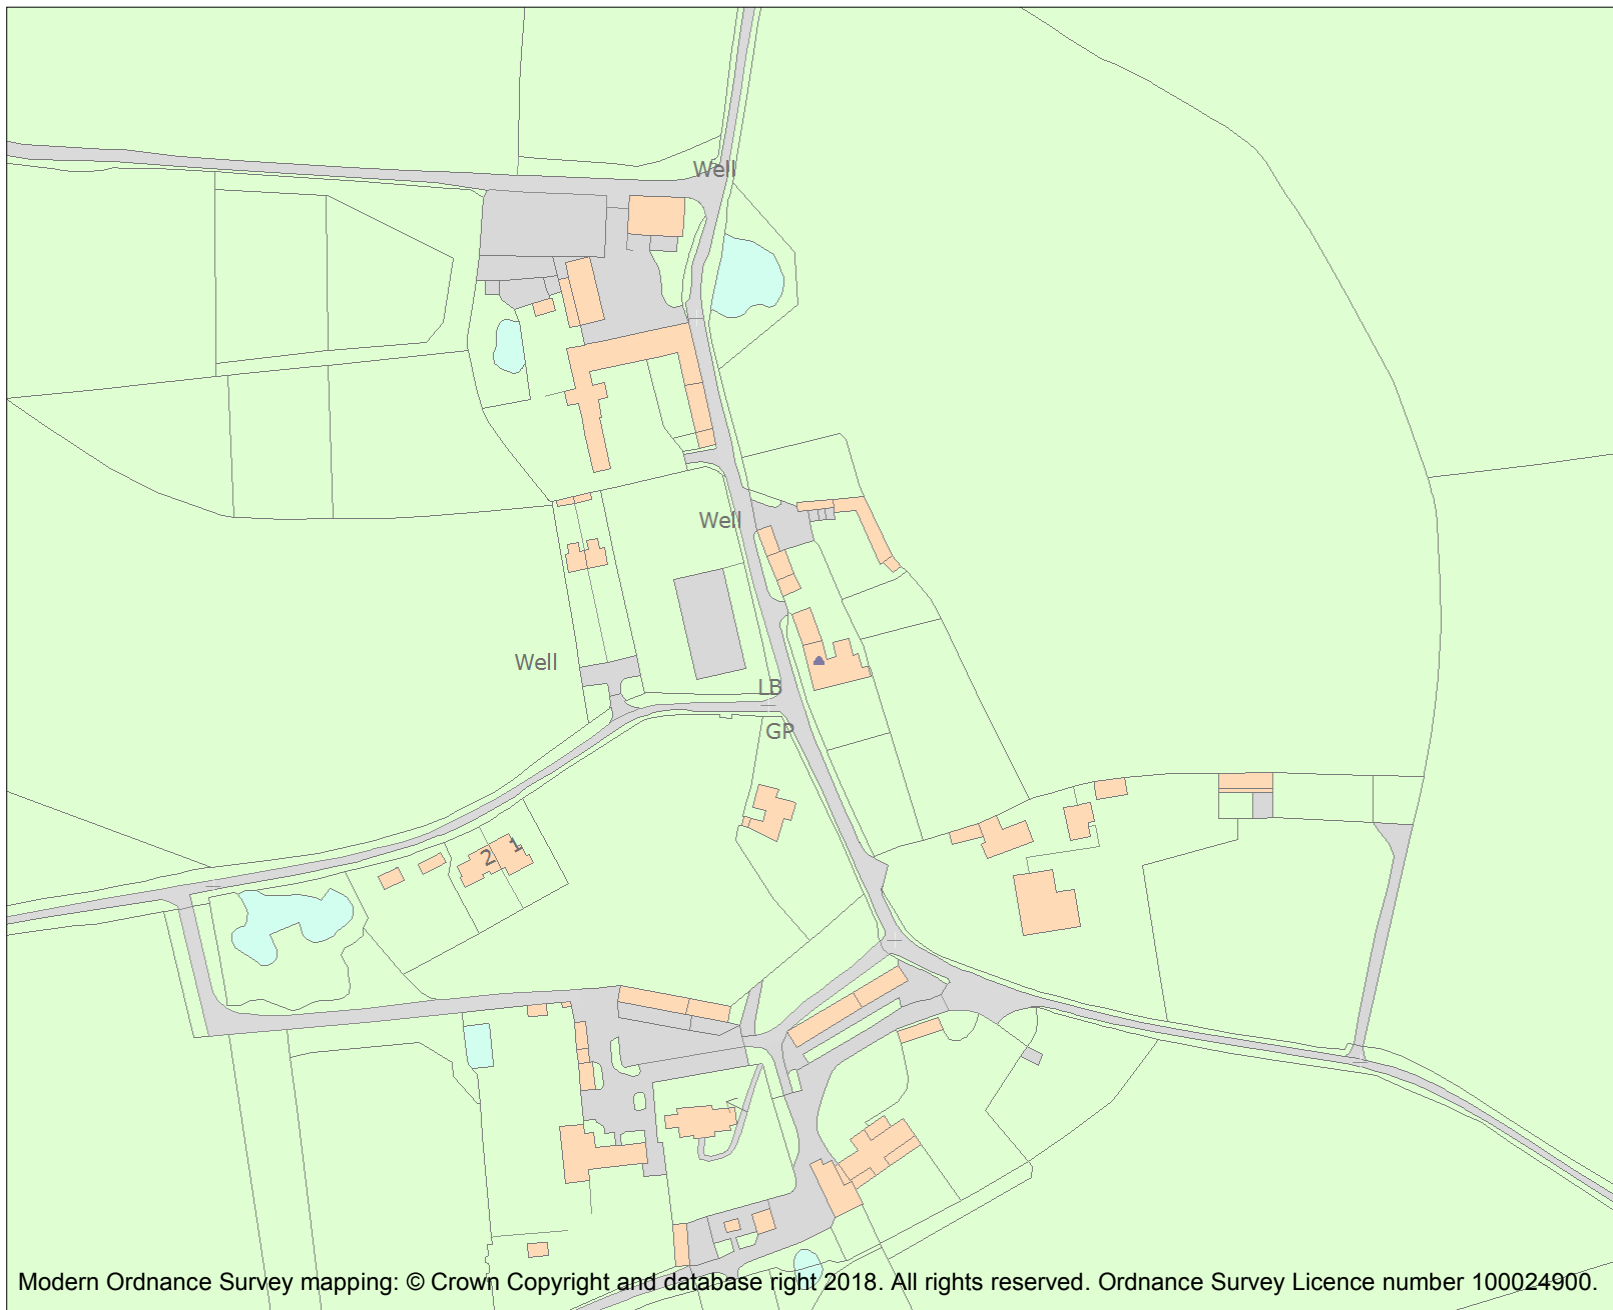 Well
Well
Well
LB
GP
1
2
Modern Ordnance Survey mapping: © Crown Copyright and database right 2018. All rights reserved. Ordnance Survey Licence number 100024900.